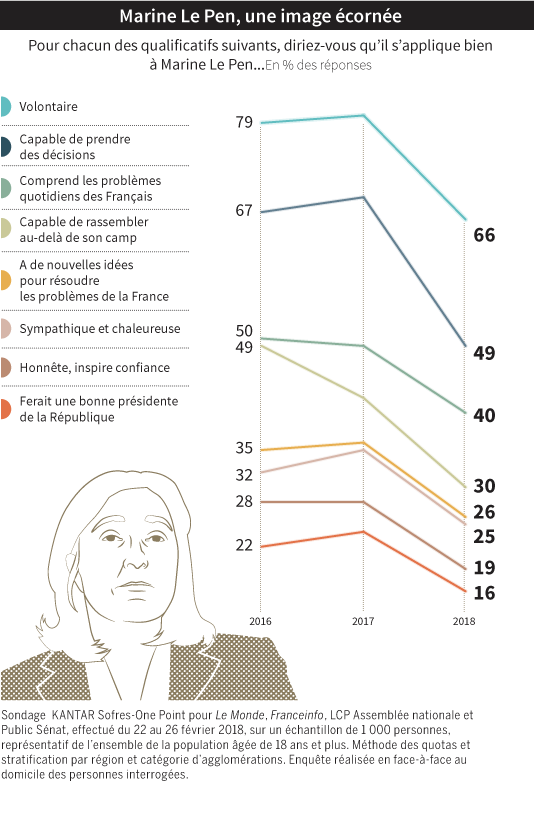 Marine Le Pen, une image écornée
Pour chacun des qualificatifs suivants, diriez-vous qu’il s’applique bien
à Marine Le Pen...En % des réponses
Volontaire
Capable de prendre
des décisions
Comprend les problèmes
quotidiens des Français
Capable de rassembler
au-delà de son camp
A de nouvelles idées
pour résoudre
les problèmes de la France
Sympathique et chaleureuse
Honnête, inspire confiance
Ferait une bonne présidente
de la République
79
67
50
49
35
32
28
22
66
49
40
30
26
25
19
16
2016 2017 2018
Sondage KANTAR Sofres-One Point pour Le Monde, Franceinfo, LCP Assemblée nationale et
Public Sénat, effectué du 22 au 26 février 2018, sur un échantillon de 1 000 personnes,
représentatif de l’ensemble de la population âgée de 18 ans et plus. Méthode des quotas et
stratification par région et catégorie d’agglomérations. Enquête réalisée en face-à-face au
domicile des personnes interrogées.